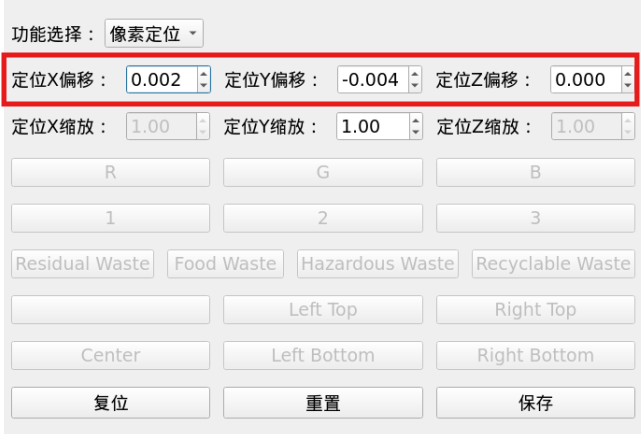 功能选择： 像素定位
定位X偏移： 0.002 定位Y偏移： -0.004 定位Z偏移： 0.000
定位X缩放： 1.00 定位Y缩放： 1.00 定位Z缩放： 1.00
R G B
1 2 3
Residual Waste Food Waste Hazardous Waste Recyclable Waste
Left Top Right Top
Center Left Bottom Right Bottom
复位 重置 保存